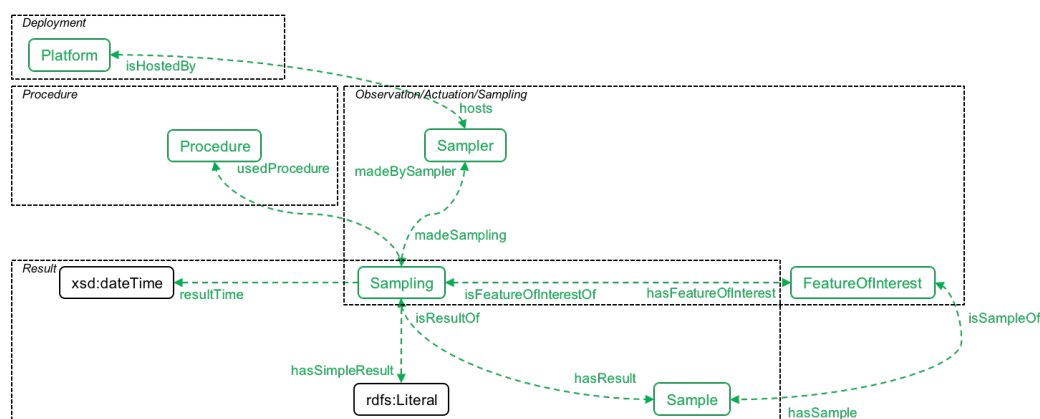 Deployment
Platform
isHostedBy
Procedure
Observation/Actuation/Sampling
hosts
Procedure
Sampler
usedProcedure
madeBySampler
madeSampling
Result
xsd:dateTime
Sampling
FeatureOfInterest
resultTime
isFeatureOfInterestOf
hasFeatureOfInterest
isResultOf
isSampleOf
hasSimpleResult
hasResult
rdfs:Literal
Sample
hasSample